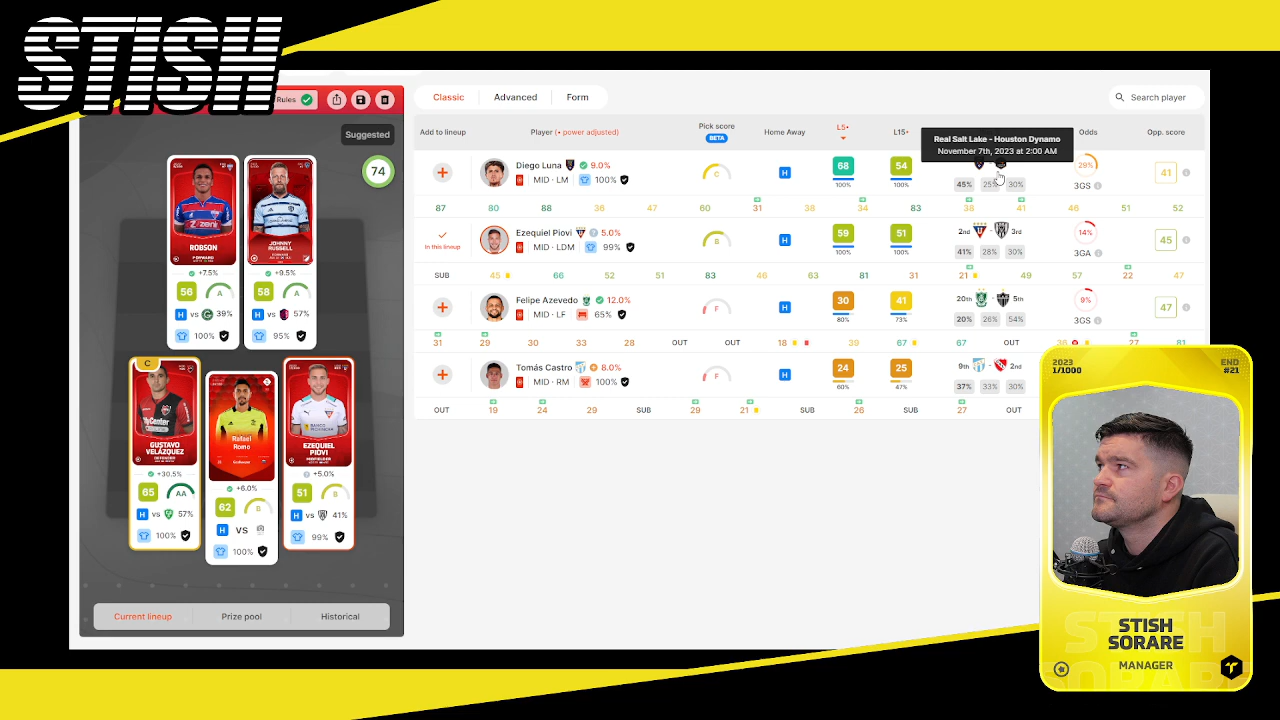 STISH
Rules
Suggested
74
ROBSON
FORWARD
+7.5%
56 A
H vs 39%
100%
JOHNNY
RUSSELL
FORWARD
+9.5%
58 A
H vs 57%
95%
C
GUSTAVO
VELÁZQUEZ
DEFENDER
+30.5%
65 AA
H vs 57%
100%
Rafael
Romo
Goalkeeper
+6.0%
62 B
H VS
100%
EZEQUIEL
PIOVI
MIDFIELDER
+5.0%
51 B
H vs 41%
99%
Current lineup Prize pool Historical
Classic Advanced Form
Search player
Add to lineup Player (• power adjusted) Pick score BETA Home Away L5• L15• Odds Opp. score
Real Salt Lake - Houston Dynamo
November 7th, 2023 at 2:00 AM
Diego Luna 9.0%
MID · LM 100%
C H 68 100% 54 100% 45% 25% 30% 29% 3GS 41
87 80 88 36 47 60 31 38 34 83 38 41 46 51 52
In this lineup
Ezequiel Piovi 5.0%
MID · LDM 99%
B H 59 100% 51 100% 2nd 3rd 41% 28% 30% 14% 3GA 45
SUB 45 66 52 51 83 46 63 81 31 21 49 57 22 47
Felipe Azevedo 12.0%
MID · LF 65%
F H 30 80% 41 73% 20th 5th 20% 26% 54% 9% 3GS 47
31 29 30 33 28 OUT OUT 18 67 67 OUT
Tomás Castro 8.0%
MID · RM 100%
F H 24 60% 25 47% 9th 2nd 37% 33% 30%
OUT 19 24 29 SUB 29 21 SUB 26 SUB 27 OUT
2023
1/1000
END
#21
STISH
SORARE
MANAGER